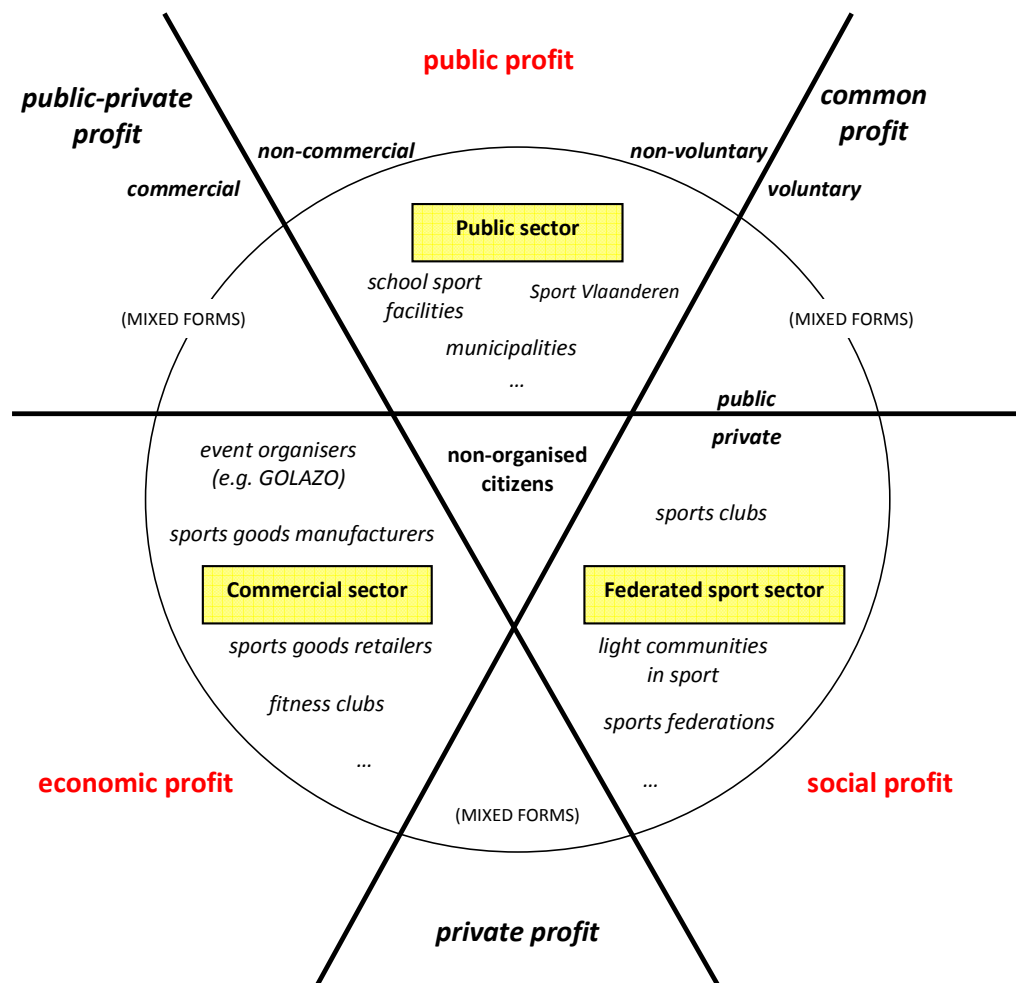 public profit
public-private
profit
common
profit
non-commercial
non-voluntary
commercial
voluntary
Public sector
school sport
facilities
Sport Vlaanderen
(MIXED FORMS)
(MIXED FORMS)
municipalities
...
public
private
event organisers
(e.g. GOLAZO)
non-organised
citizens
sports clubs
sports goods manufacturers
Commercial sector
Federated sport sector
sports goods retailers
light communities
in sport
fitness clubs
sports federations
...
economic profit
...
social profit
(MIXED FORMS)
private profit